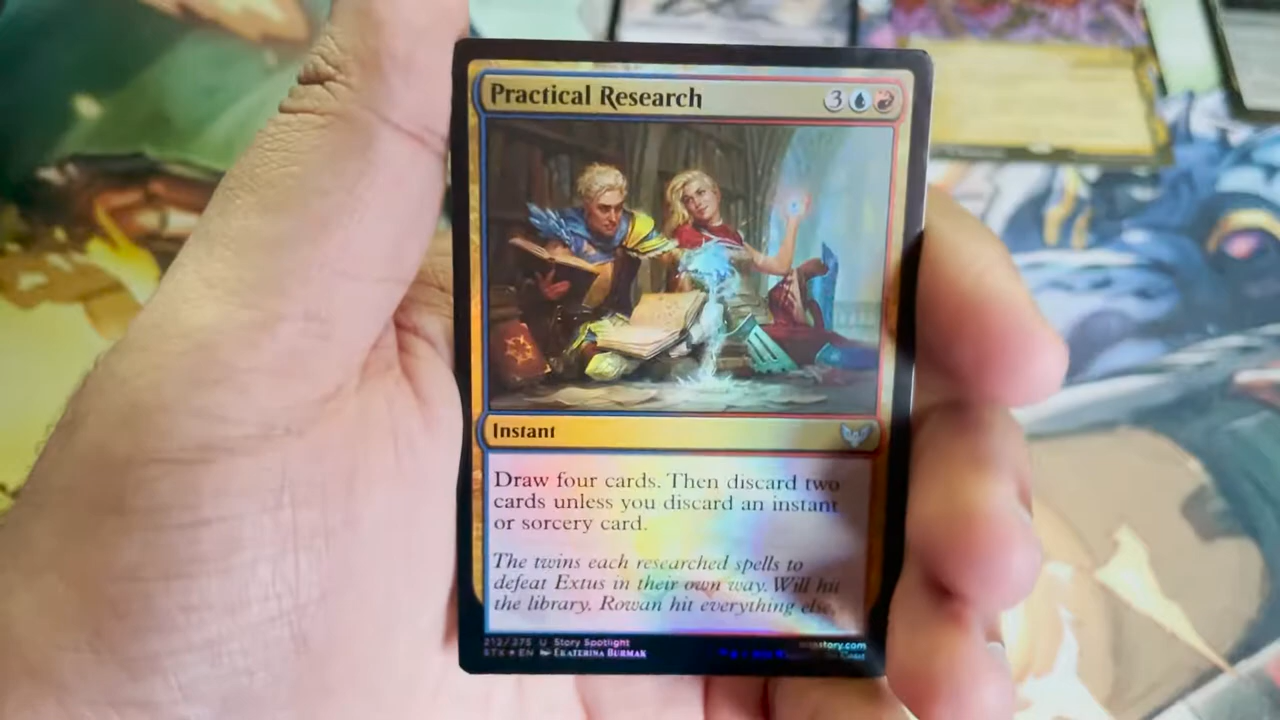 Practical Research 3
Instant
Draw four cards. Then discard two
cards unless you discard an instant
or sorcery card.
The twins each researched spells to
defeat Extus in their own way. Will hit
the library. Rowan hit everything else.
212/275 U Story Spotlight
STX ★ EN EKATERINA BURMAK